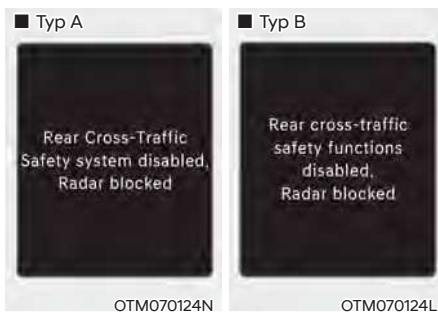 ■ Typ A
Rear Cross-Traffic
Safety system disabled,
Radar blocked
OTM070124N
■ Typ B
Rear cross-traffic
safety functions
disabled,
Radar blocked
OTM070124L